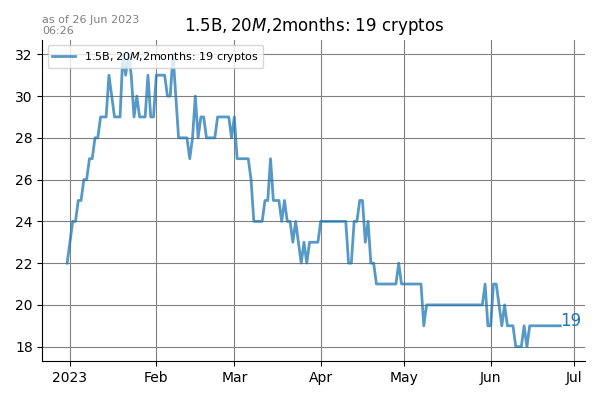 as of 26 Jun 2023
06:26
1.5B, 20M,2months: 19 cryptos
1.5B, 20M,2months: 19 cryptos
32
30
28
26
24
22
20
18
19
2023 Feb Mar Apr May Jun Jul